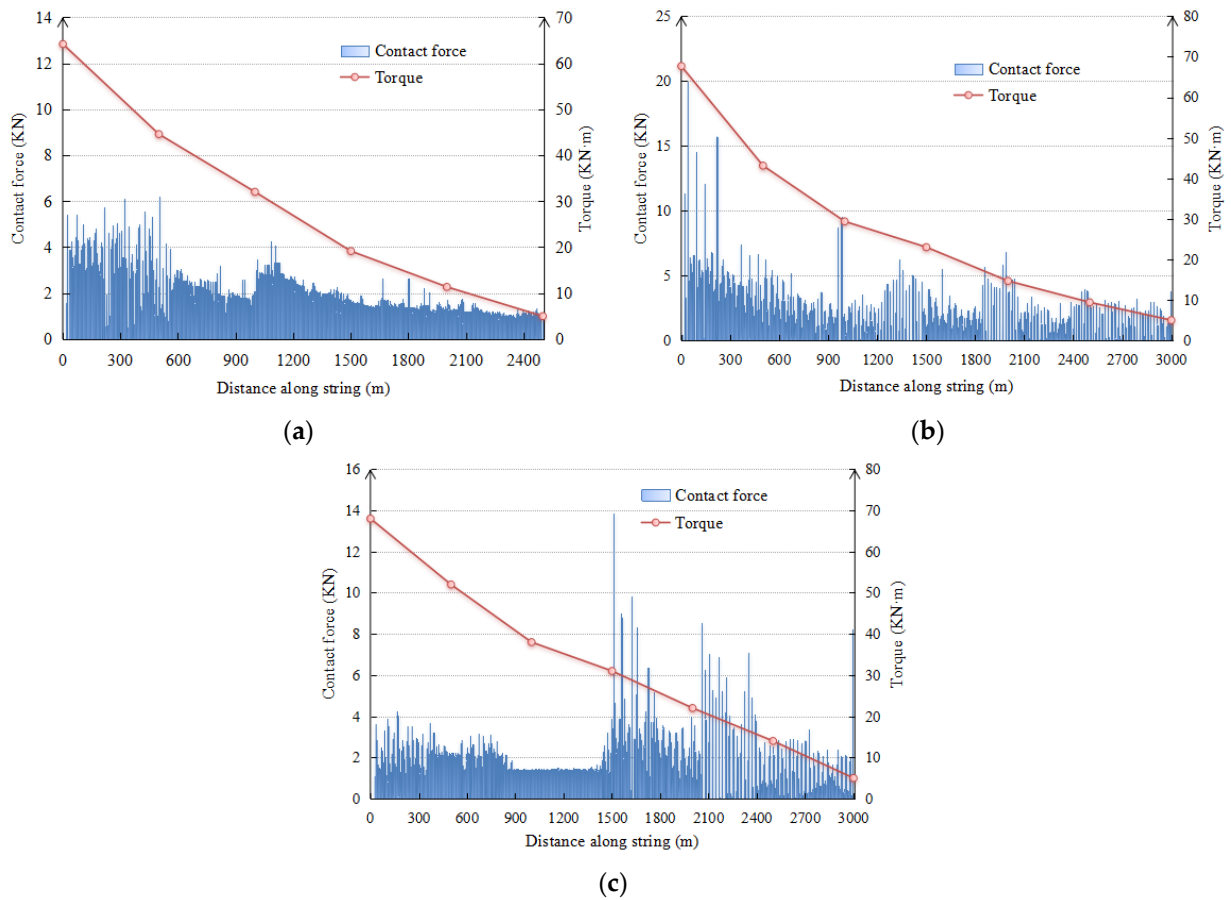 14
12
10
8
6
4
2
0
Contact force (KN)
70
60
50
40
30
20
10
0
Torque (KN·m)
Contact force
Torque
0 300 600 900 1200 1500 1800 2100 2400
Distance along string (m)
(a)
25
20
15
10
5
0
Contact force (KN)
80
70
60
50
40
30
20
10
0
Torque (KN·m)
Contact force
Torque
0 300 600 900 1200 1500 1800 2100 2400 2700 3000
Distance along string (m)
(b)
16
14
12
10
8
6
4
2
0
Contact force (KN)
80
70
60
50
40
30
20
10
0
Torque (KN·m)
Contact force
Torque
0 300 600 900 1200 1500 1800 2100 2400 2700 3000
Distance along string (m)
(c)